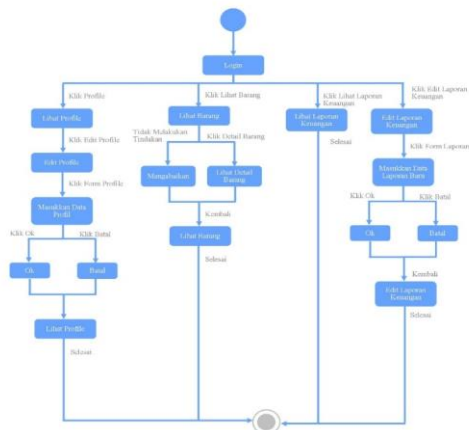 Login
Klik Profile
Klik Lihat Barang
Klik Lihat Laporan
Keuangan
Klik Edit Laporan
Keuangan
Lihat Profile
Lihat Barang
Lihat Laporan
Keuangan
Edit Laporan
Keuangan
Klik Edit Profile
Tidak Melakukan
Tindakan
Klik Detail Barang
Selesai
Klik Form Laporan
Edit Profile
Mengabaikan
Lihat Detail
Barang
Masukkan Data
Laporan Baru
Klik Form Profile
Masukkan Data
Profil
Klik Ok
Klik Batal
Kembali
Klik Ok
Klik Batal
Lihat Barang
Ok
Batal
Selesai
Ok
Batal
Kembali
Edit Laporan
Keuangan
Lihat Profile
Selesai
Selesai